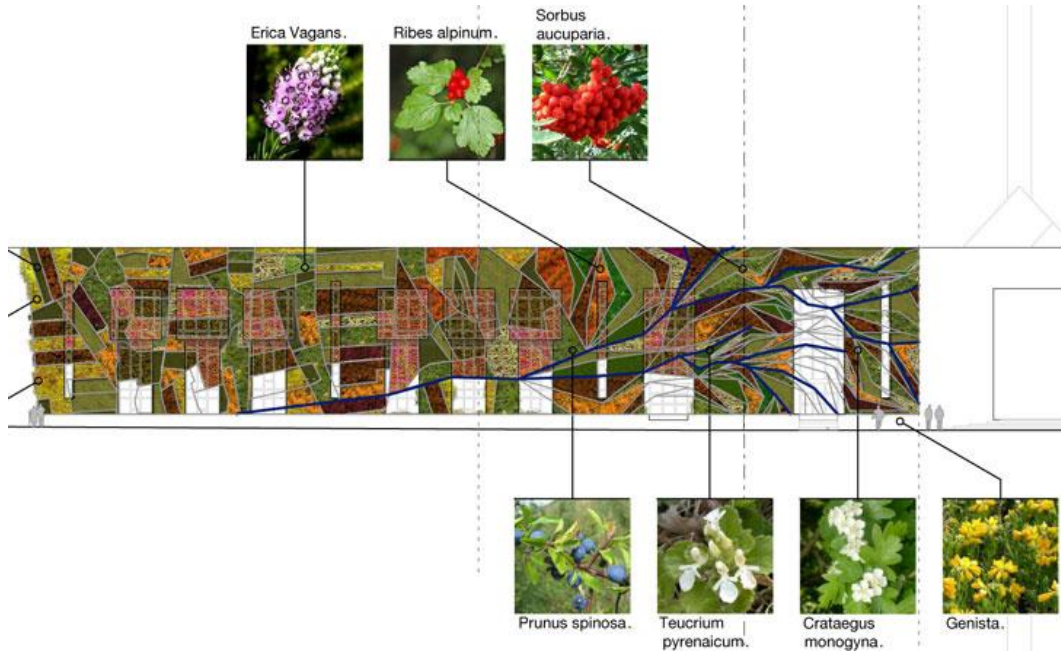 Erica Vagans.
Ribes alpinum.
Sorbus
aucuparia.
Prunus spinosa.
Teucrium
pyrenaicum.
Crataegus
monogyna.
Genista.